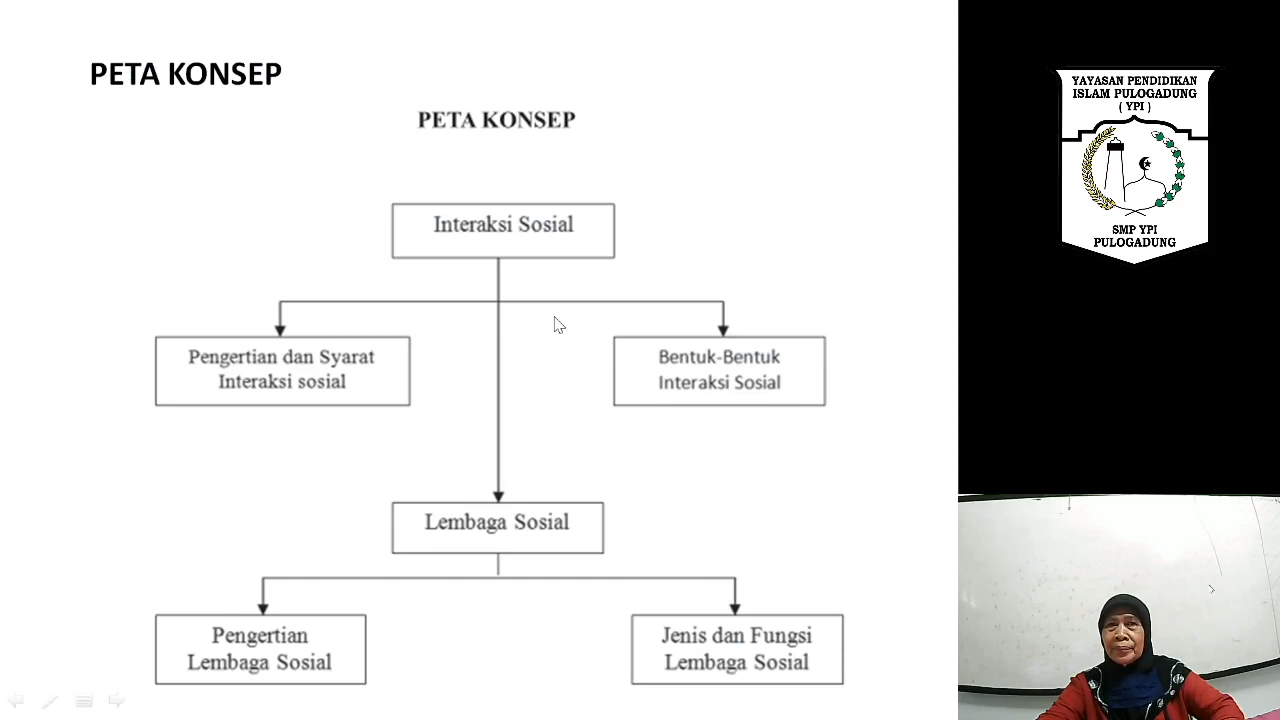 PETA KONSEP
PETA KONSEP
Interaksi Sosial
Pengertian dan Syarat
Interaksi sosial
Bentuk-Bentuk
Interaksi Sosial
Lembaga Sosial
Pengertian
Lembaga Sosial
Jenis dan Fungsi
Lembaga Sosial
YAYASAN PENDIDIKAN
ISLAM PULOGADUNG
( YPI )
SMP YPI
PULOGADUNG